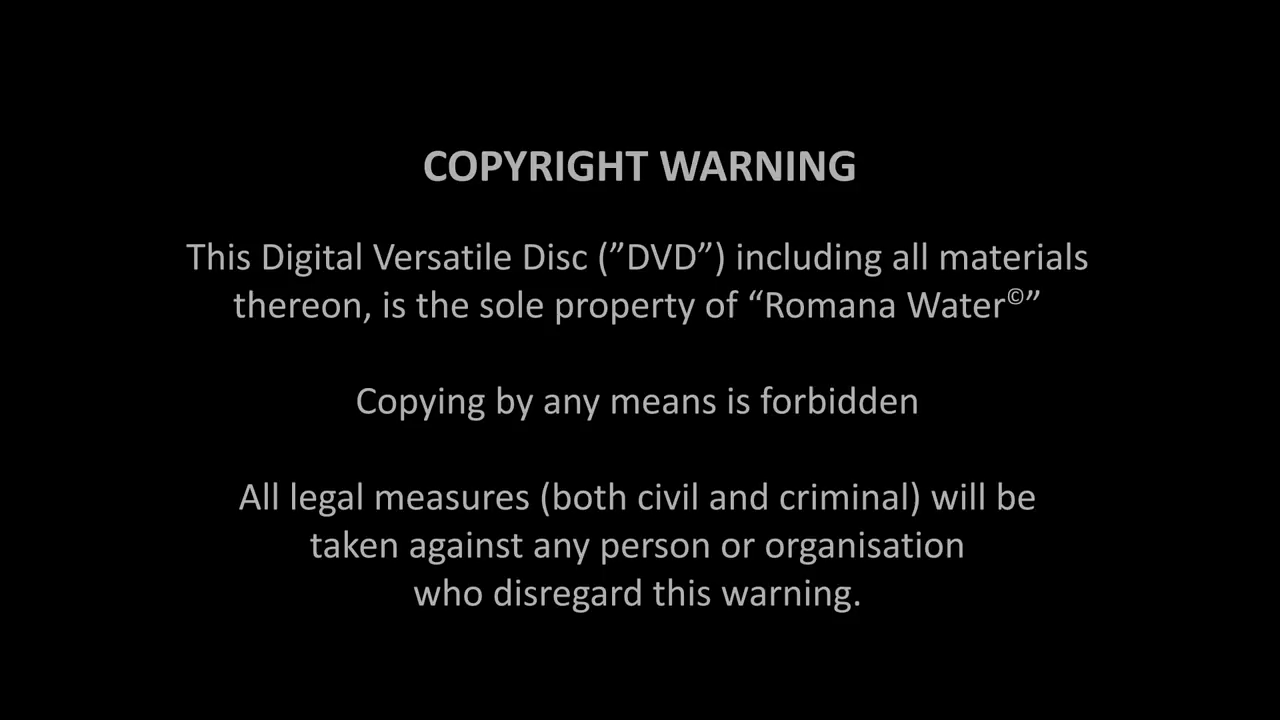 COPYRIGHT WARNING
This Digital Versatile Disc (”DVD”) including all materials
thereon, is the sole property of “Romana Water©”
Copying by any means is forbidden
All legal measures (both civil and criminal) will be
taken against any person or organisation
who disregard this warning.